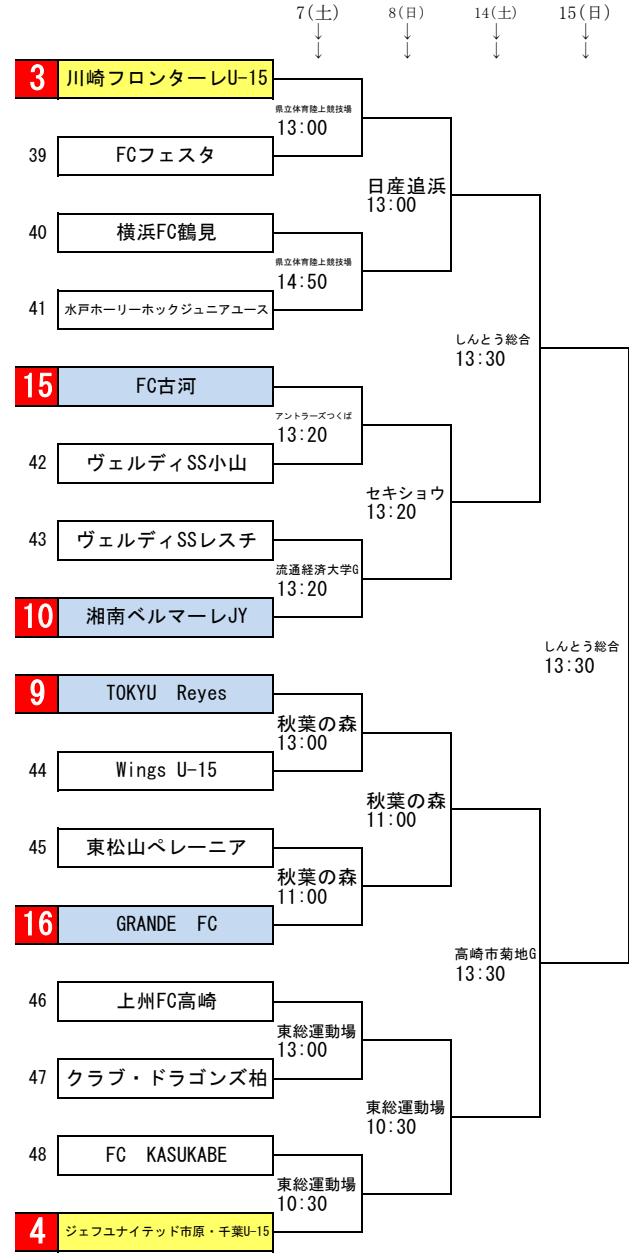 7(土) 8(日) 14(土) 15(日)
↓ ↓ ↓ ↓
↓ ↓ ↓ ↓
3 川崎フロンターレU-15
県立体育陸上競技場
13:00
39 FCフェスタ
日産追浜
13:00
40 横浜FC鶴見
県立体育陸上競技場
14:50
41 水戸ホーリーホックジュニアユース
しんとう総合
13:30
15 FC古河
アントラーズつくば
13:20
42 ヴェルディSS小山
セキショウ
13:20
43 ヴェルディSSレスチ
流通経済大学G
13:20
10 湘南ベルマーレJY
しんとう総合
13:30
9 TOKYU Reyes
秋葉の森
13:00
44 Wings U-15
秋葉の森
11:00
45 東松山ペレーニア
秋葉の森
11:00
16 GRANDE FC
高崎市菊地G
13:30
46 上州FC高崎
東総運動場
13:00
47 クラブ・ドラゴンズ柏
東総運動場
10:30
48 FC KASUKABE
東総運動場
10:30
4 ジェフユナイテッド市原・千葉U-15